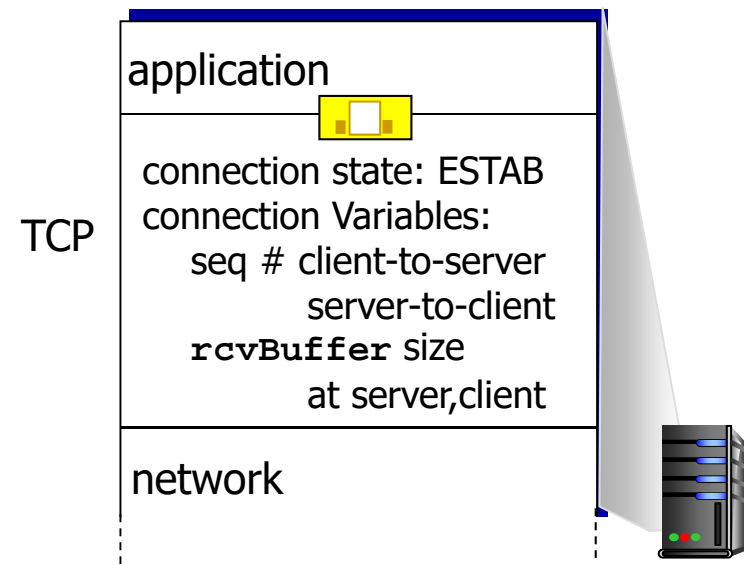 application
TCP
connection state: ESTAB
connection Variables:
seq # client-to-server
server-to-client
rcvBuffer size
at server,client
network